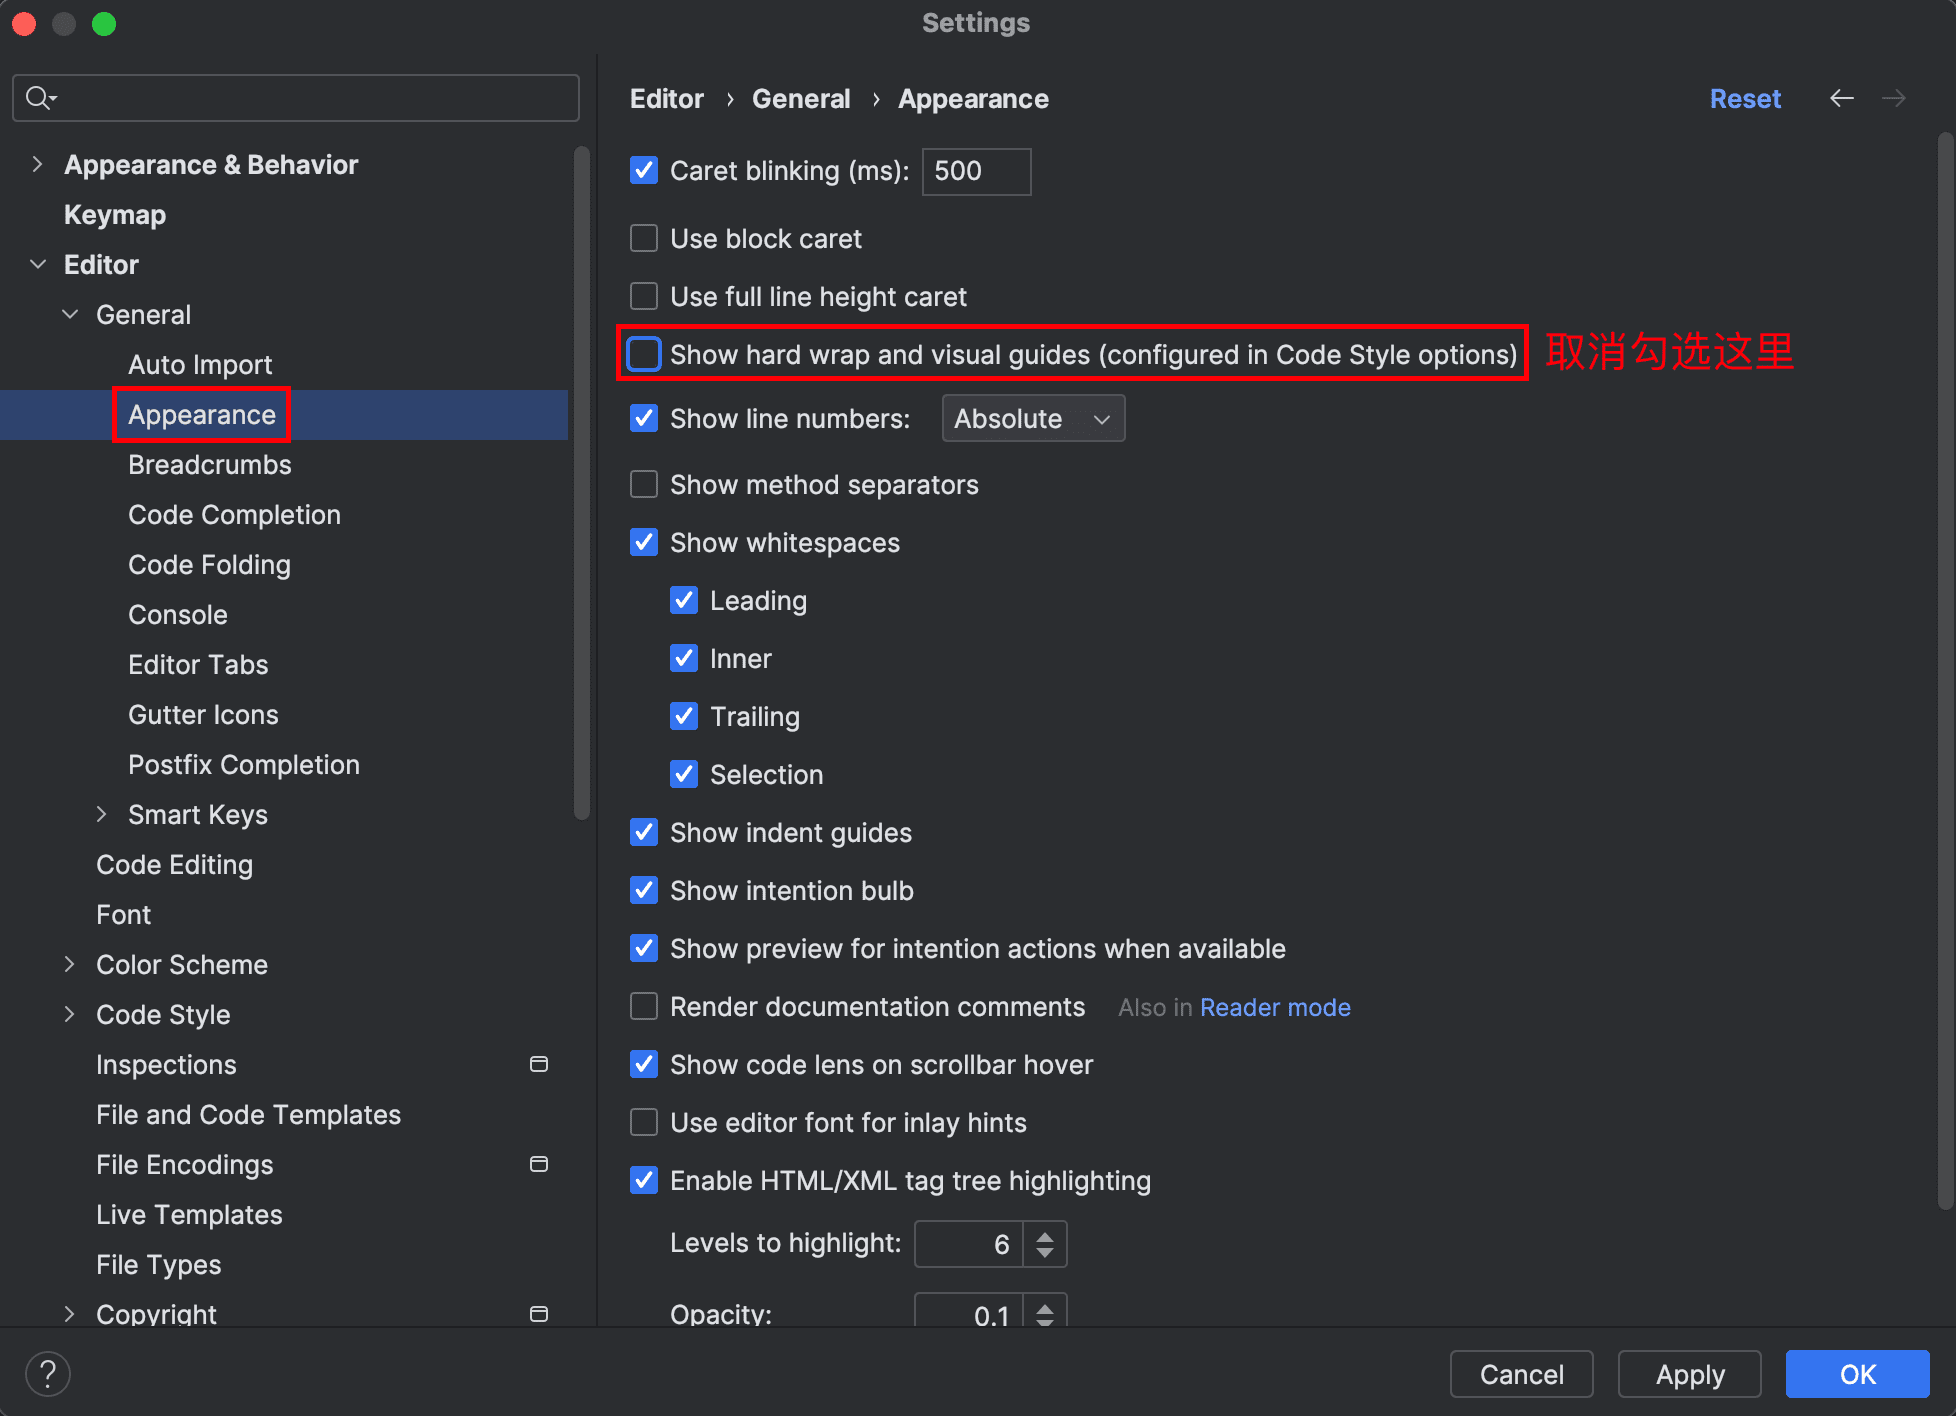 Settings
Appearance & Behavior
Keymap
Editor
General
Auto Import
Appearance
Breadcrumbs
Code Completion
Code Folding
Console
Editor Tabs
Gutter Icons
Postfix Completion
Smart Keys
Code Editing
Font
Color Scheme
Code Style
Inspections
File and Code Templates
File Encodings
Live Templates
File Types
Copyright
Editor › General › Appearance
Reset
Caret blinking (ms): 500
Use block caret
Use full line height caret
Show hard wrap and visual guides (configured in Code Style options) 取消勾选这里
Show line numbers: Absolute
Show method separators
Show whitespaces
Leading
Inner
Trailing
Selection
Show indent guides
Show intention bulb
Show preview for intention actions when available
Render documentation comments Also in Reader mode
Show code lens on scrollbar hover
Use editor font for inlay hints
Enable HTML/XML tag tree highlighting
Levels to highlight: 6
Opacity: 0.1
?
Cancel Apply OK